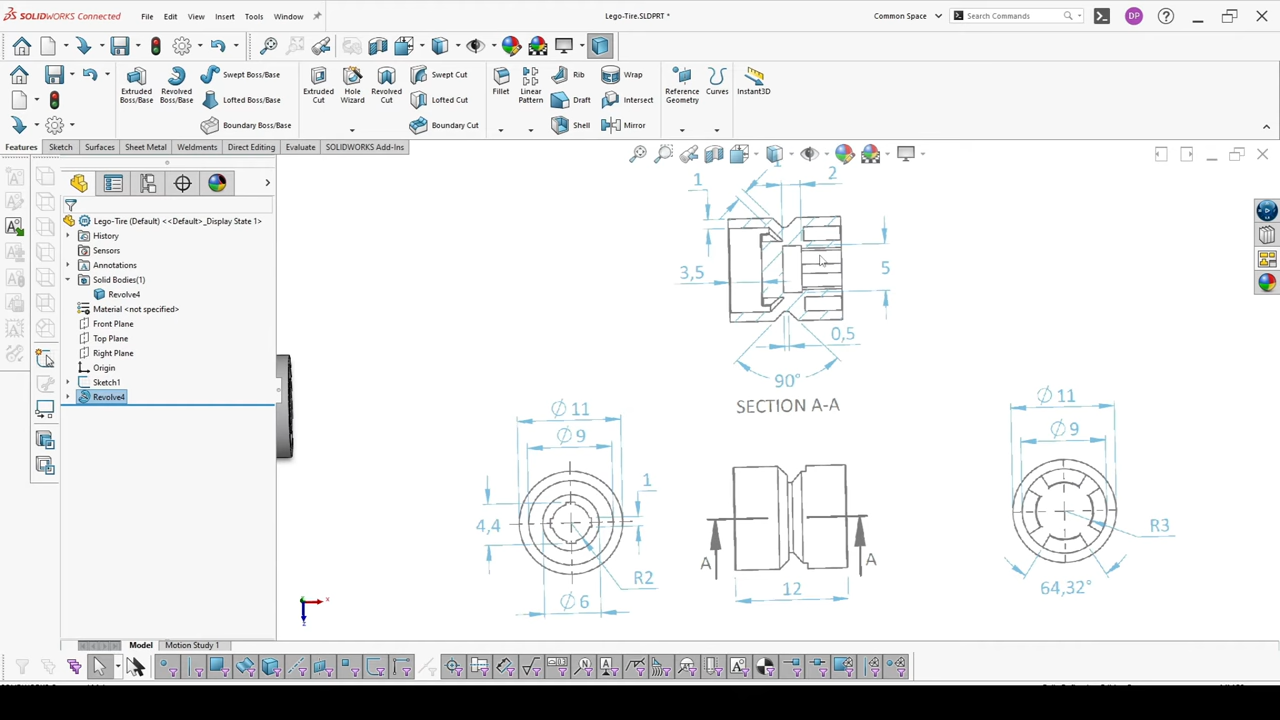 SOLIDWORKS Connected
File Edit View Insert Tools Window
Lego-Tire.SLDPRT *
Common Space
Search Commands
DP
Extruded Boss/Base
Revolved Boss/Base
Swept Boss/Base
Lofted Boss/Base
Boundary Boss/Base
Extruded Cut
Hole Wizard
Revolved Cut
Swept Cut
Lofted Cut
Boundary Cut
Fillet
Linear Pattern
Rib
Draft
Shell
Wrap
Intersect
Mirror
Reference Geometry
Curves
Instant3D
Features Sketch Surfaces Sheet Metal Weldments Direct Editing Evaluate SOLIDWORKS Add-Ins
Lego-Tire (Default) <<Default>_Display State 1>
History
Sensors
Annotations
Solid Bodies(1)
Revolve4
Material <not specified>
Front Plane
Top Plane
Right Plane
Origin
Sketch1
Revolve4
1
1
2
3,5
5
0,5
90°
SECTION A-A
∅ 11
∅ 9
1
4,4
R2
∅ 6
A
A
12
∅ 11
∅ 9
R3
64,32°
x
z
Model Motion Study 1